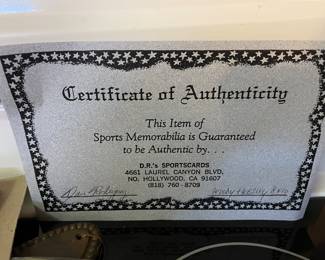 Certificate of Authenticity
This Item of
Sports Memorabilia is Guaranteed
to be Authentic by. . .
D.R.'s SPORTSCARDS
4661 LAUREL CANYON BLVD.
NO. HOLLYWOOD, CA 91607
(818) 760-8709